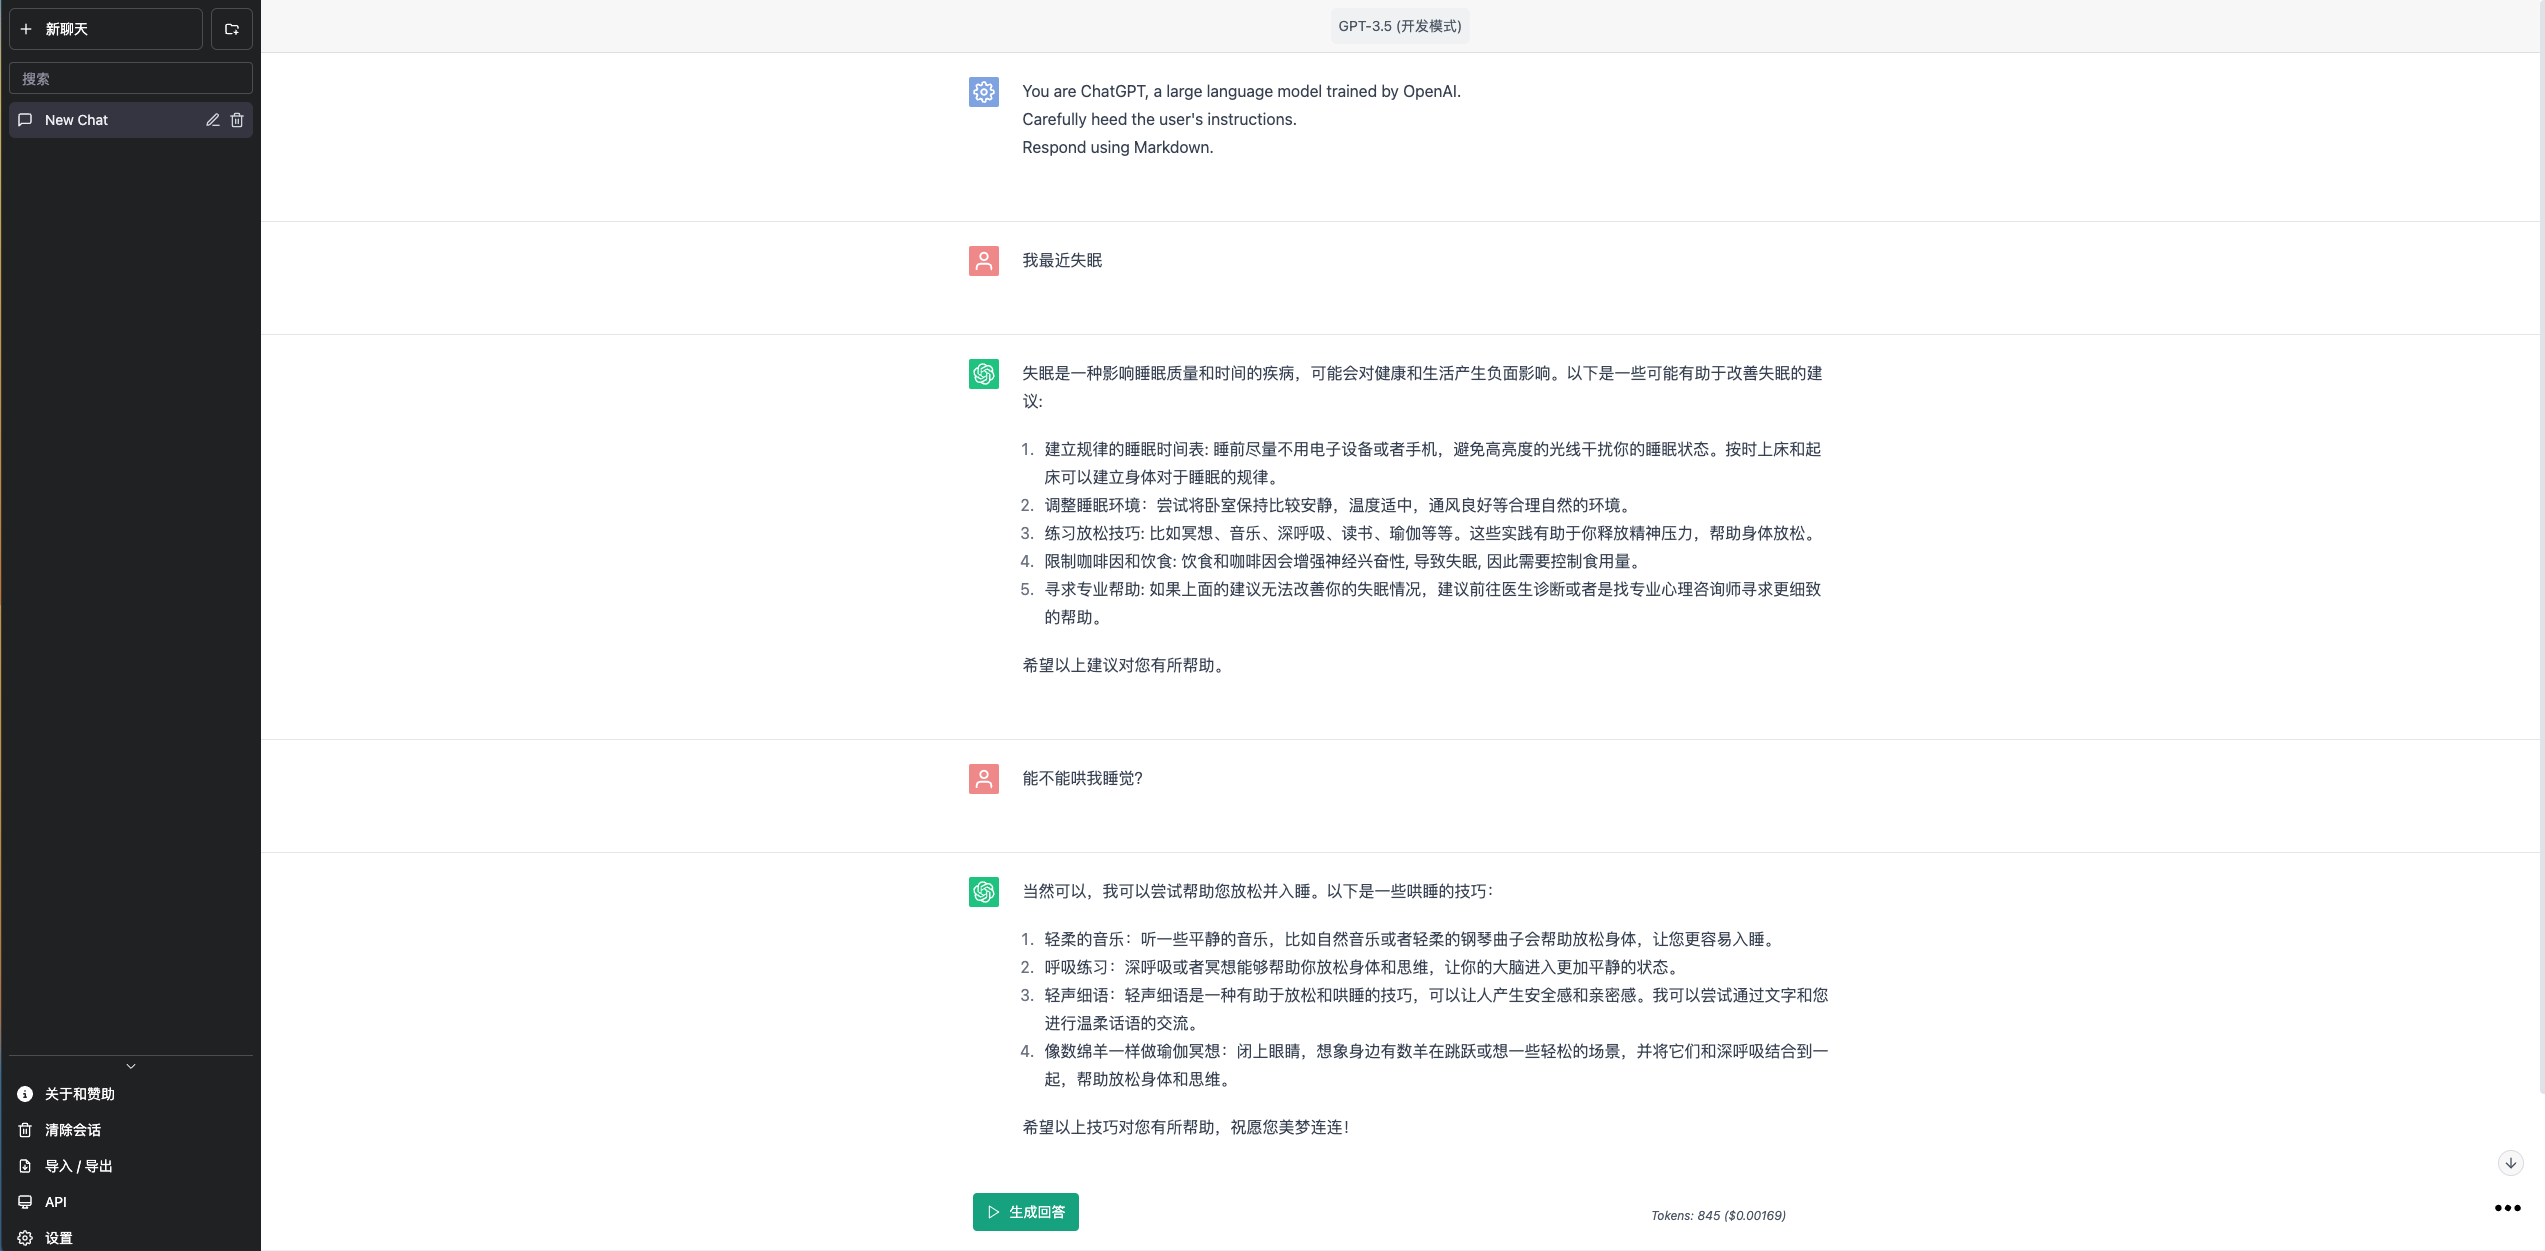 新聊天
搜索
New Chat
关于和赞助
清除会话
导入 / 导出
API
设置
GPT-3.5 (开发模式)
You are ChatGPT, a large language model trained by OpenAI.
Carefully heed the user's instructions.
Respond using Markdown.
我最近失眠
失眠是一种影响睡眠质量和时间的疾病，可能会对健康和生活产生负面影响。以下是一些可能有助于改善失眠的建
议:
1. 建立规律的睡眠时间表: 睡前尽量不用电子设备或者手机，避免高亮度的光线干扰你的睡眠状态。按时上床和起
床可以建立身体对于睡眠的规律。
2. 调整睡眠环境：尝试将卧室保持比较安静，温度适中，通风良好等合理自然的环境。
3. 练习放松技巧: 比如冥想、音乐、深呼吸、读书、瑜伽等等。这些实践有助于你释放精神压力，帮助身体放松。
4. 限制咖啡因和饮食: 饮食和咖啡因会增强神经兴奋性, 导致失眠, 因此需要控制食用量。
5. 寻求专业帮助: 如果上面的建议无法改善你的失眠情况，建议前往医生诊断或者是找专业心理咨询师寻求更细致
的帮助。
希望以上建议对您有所帮助。
能不能哄我睡觉?
当然可以，我可以尝试帮助您放松并入睡。以下是一些哄睡的技巧：
1. 轻柔的音乐：听一些平静的音乐，比如自然音乐或者轻柔的钢琴曲子会帮助放松身体，让您更容易入睡。
2. 呼吸练习：深呼吸或者冥想能够帮助你放松身体和思维，让你的大脑进入更加平静的状态。
3. 轻声细语：轻声细语是一种有助于放松和哄睡的技巧，可以让人产生安全感和亲密感。我可以尝试通过文字和您
进行温柔话语的交流。
4. 像数绵羊一样做瑜伽冥想：闭上眼睛，想象身边有数羊在跳跃或想一些轻松的场景，并将它们和深呼吸结合到一
起，帮助放松身体和思维。
希望以上技巧对您有所帮助，祝愿您美梦连连！
生成回答
Tokens: 845 ($0.00169)